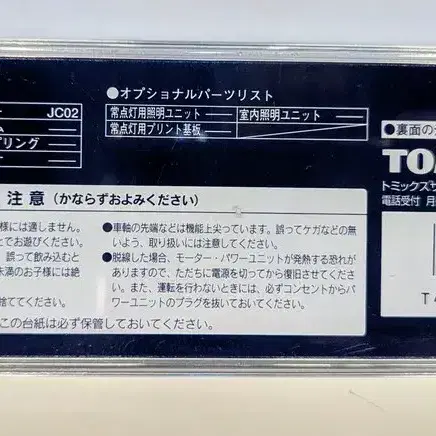 JC02
プリング
●オプショナルパーツリスト
常点灯用照明ユニット
室内照明ユニット
常点灯用プリント基板
●裏面の
TO
トミックス
電話受付 月
注意（かならずおよみください）
様には適しません。
とでお遊びください。
誤って飲み込むと
未満のお子様には絶
捨ててください。
●車軸の先端などは機能上尖っています。誤ってケガなどの無
いよう、取り扱いには注意してください。
●脱線した場合、モーター・パワーユニットが発熱する恐れが
ありますので、ただちに電源を切ってから復旧させてくださ
い。また、運転を行わないときには、必ずコンセントからパ
ワーユニットのプラグを抜いておいてください。
この台紙は必ず保管しておいてください。
T